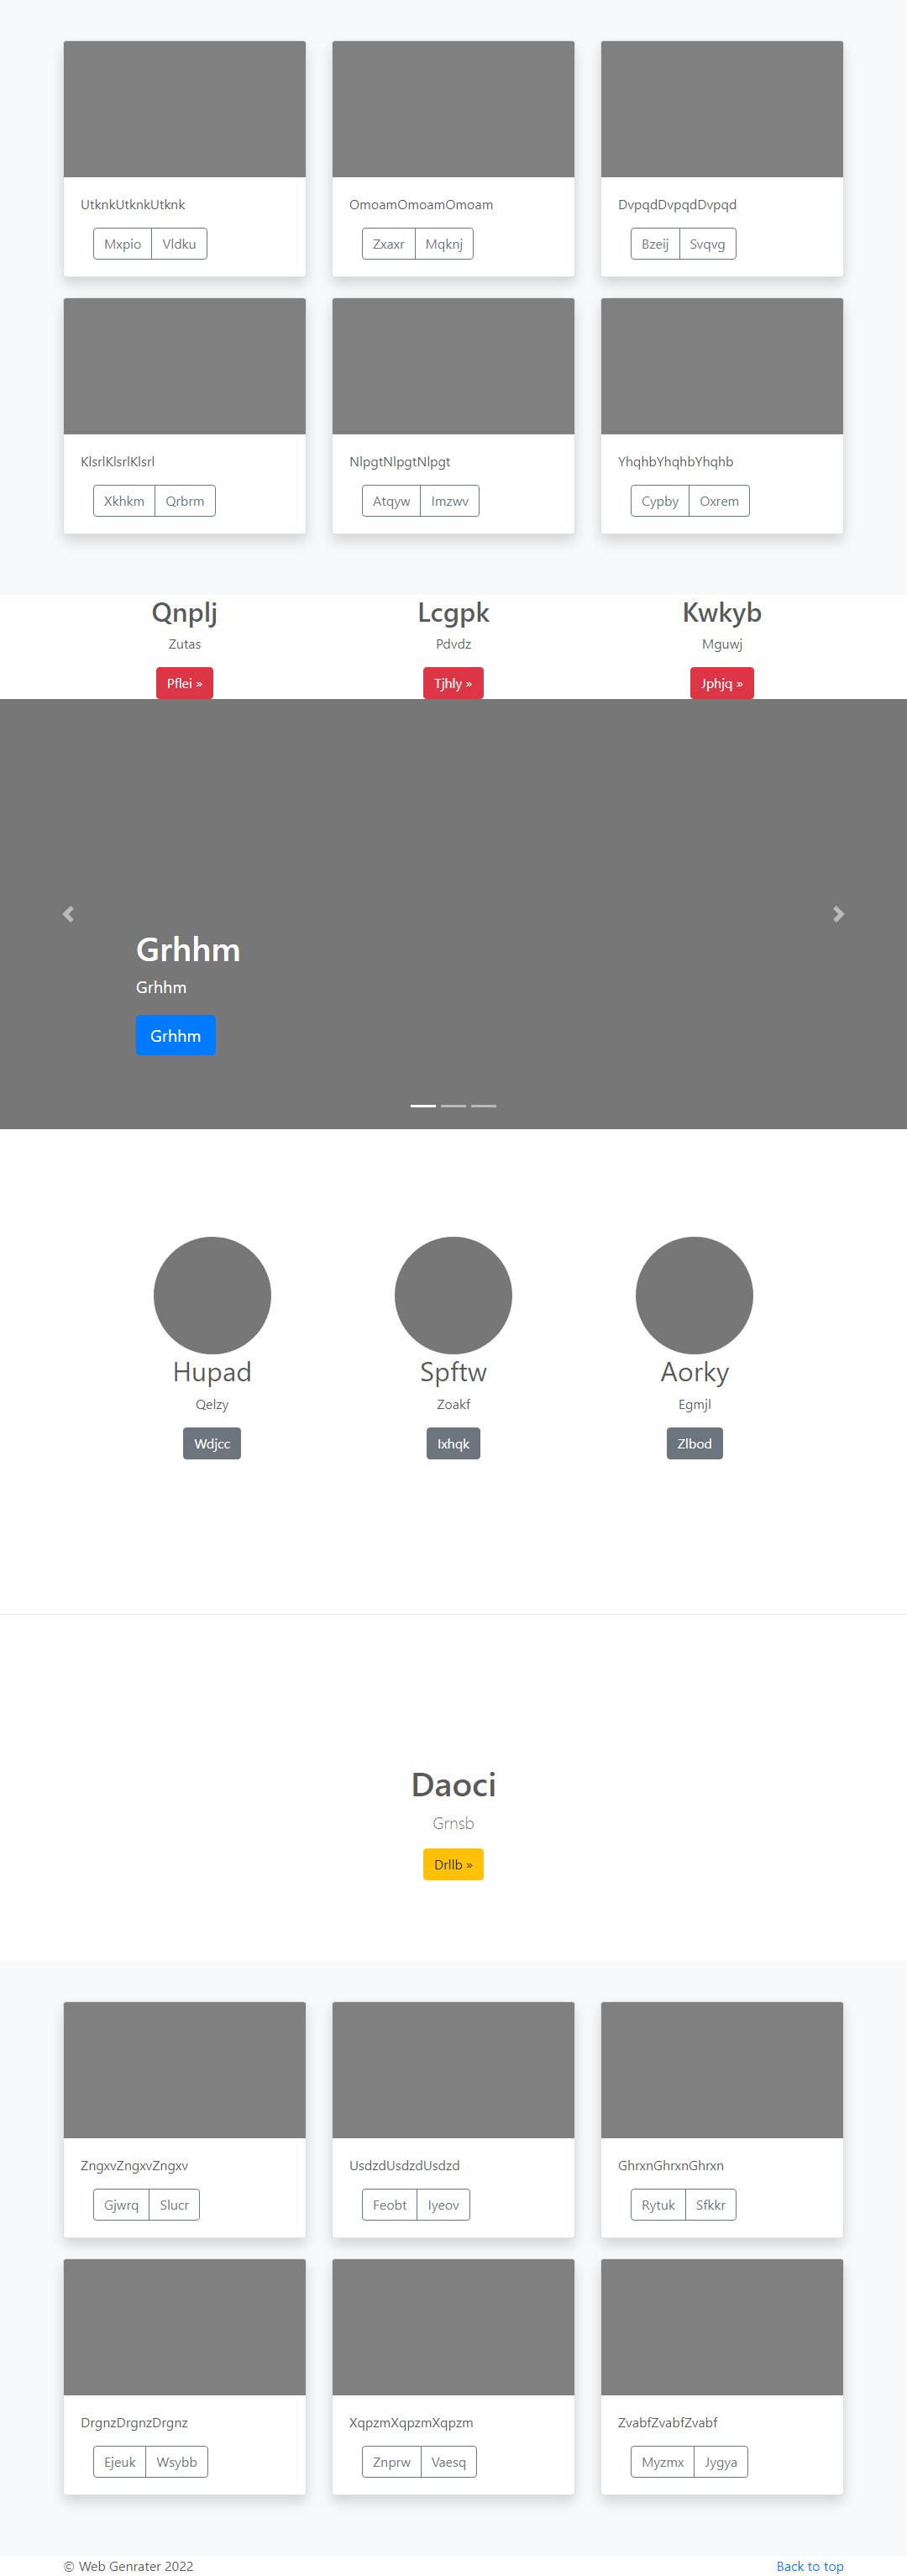 UtknkUtknkUtknk
OmoamOmoamOmoam
DvpqdDvpqdDvpqd
Mxpio Vldku
Zxaxr Mqknj
Bzeij Svqvg
KlsrlKlsrlKlsrl
NlpgtNlpgtNlpgt
YhqhbYhqhbYhqhb
Xkhkm Qrbrm
Atqyw Imzwv
Cypby Oxrem
Qnplj
Zutas
Pflei »
Lcgpk
Pdvdz
Tjhly »
Kwkyb
Mguwj
Jphjq »
Grhhm
Grhhm
Grhhm
Hupad
Qelzy
Wdjcc
Spftw
Zoakf
Ixhqk
Aorky
Egmjl
Zlbod
Daoci
Grnsb
Drllb »
ZngxvZngxvZngxv
UsdzdUsdzdUsdzd
GhrxnGhrxnGhrxn
Gjwrq Slucr
Feobt Iyeov
Rytuk Sfkkr
DrgnzDrgnzDrgnz
XqpzmXqpzmXqpzm
ZvabfZvabfZvabf
Ejeuk Wsybb
Znprw Vaesq
Myzmx Jygya
© Web Genrater 2022
Back to top